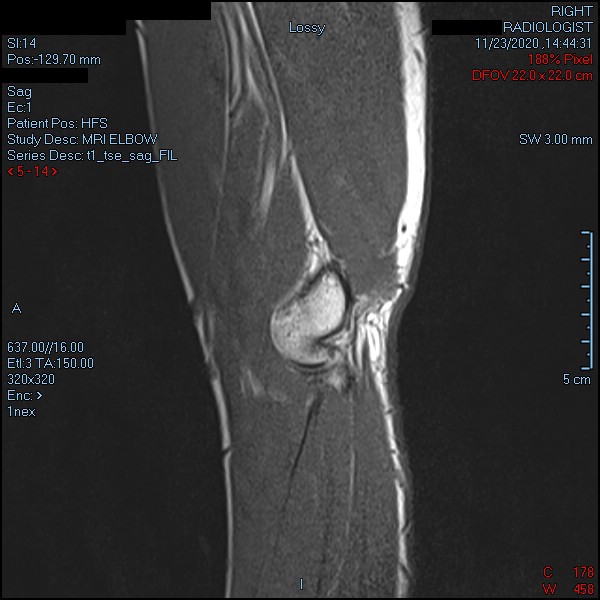 Lossy
RIGHT
RADIOLOGIST
11/23/2020 ,14:44:31
188% Pixel
DFOV 22.0 x 22.0 cm
SI:14
Pos:-129.70 mm
Sag
Ec:1
Patient Pos: HFS
Study Desc: MRI ELBOW
Series Desc: t1_tse_sag_FIL
< 5 - 14 >
SW 3.00 mm
A
637.00//16.00
Etl:3 TA:150.00
320x320
Enc: >
1nex
5 cm
I
C 178
W 458